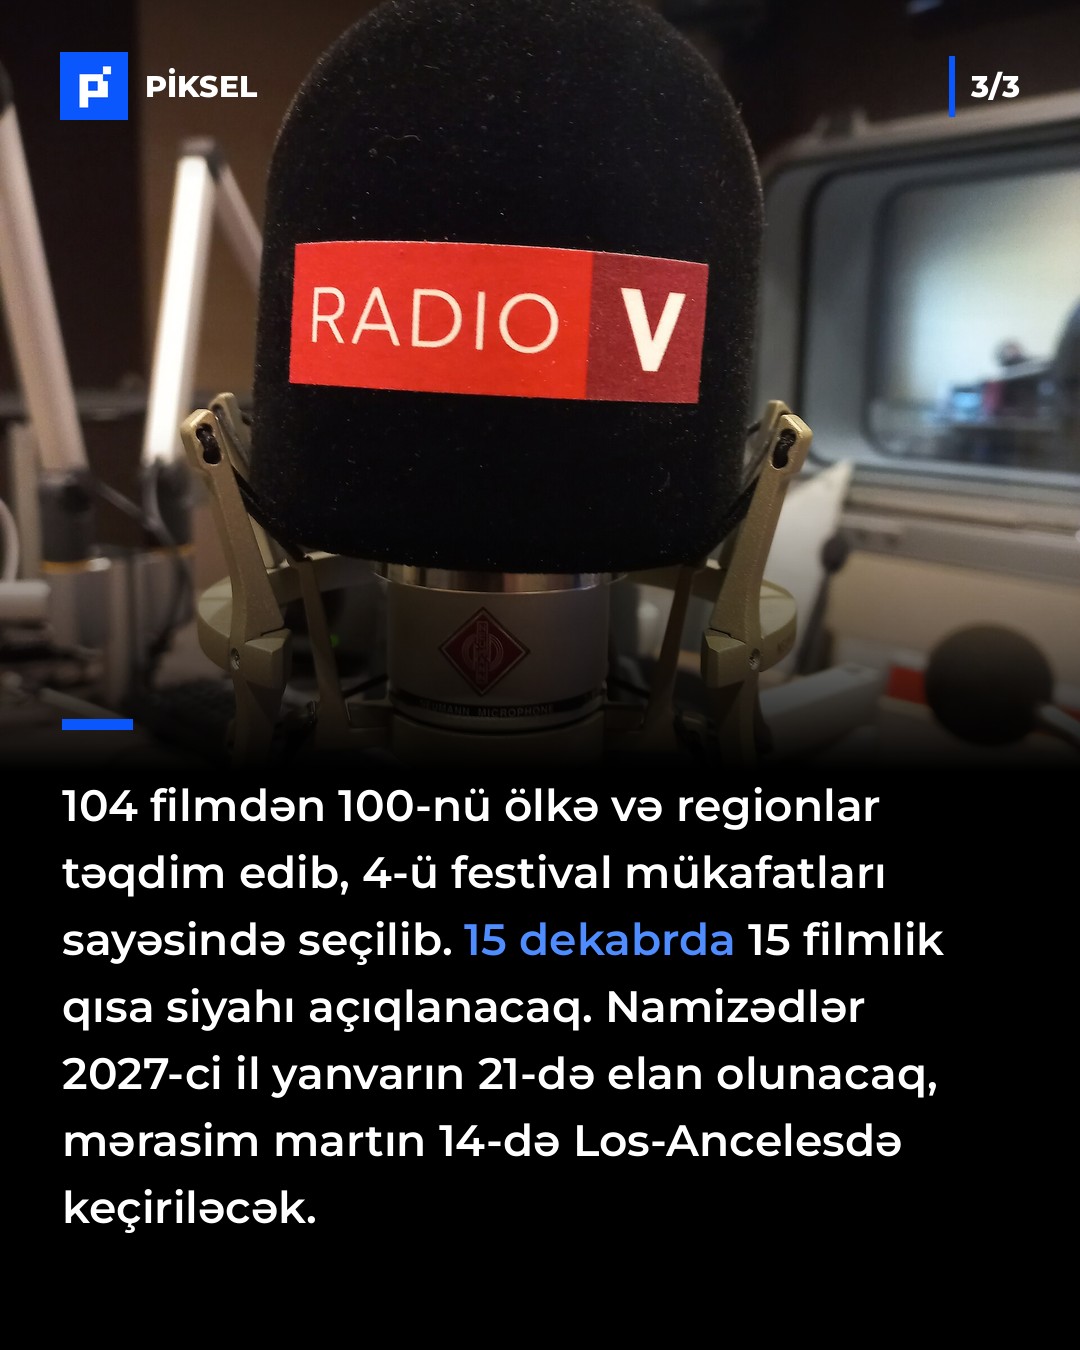 PİKSEL
3/3
RADIO V
NEUMANN MICROPHONE
104 filmdən 100-nü ölkə və regionlar
təqdim edib, 4-ü festival mükafatları
sayəsində seçilib. 15 dekabrda 15 filmlik
qısa siyahı açıqlanacaq. Namizədlər
2027-ci il yanvarın 21-də elan olunacaq,
mərasim martın 14-də Los-Ancelesdə
keçiriləcək.